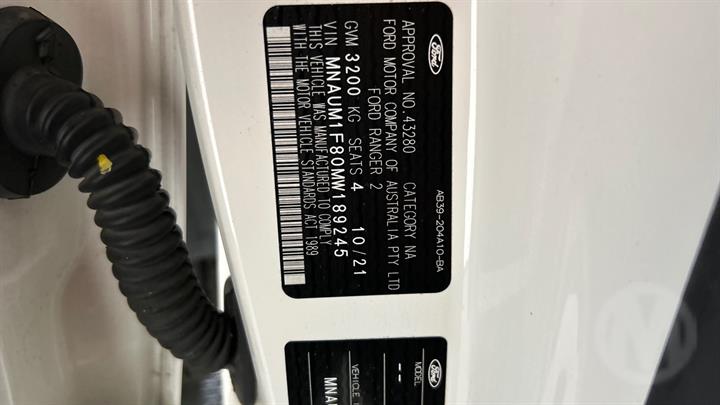 Ford
APPROVAL NO. 43280 CATEGORY NA
FORD MOTOR COMPANY OF AUSTRALIA PTY LTD
FORD RANGER 2
GVM 3200 KG SEATS 4 10/21
VIN MNAUM1F80MW189245
THIS VEHICLE WAS MANUFACTURED TO COMPLY
WITH THE MOTOR VEHICLE STANDARDS ACT 1989
AB39-204A10-BA
Ford
MODEL
--
VEHICLE
MNAU
M